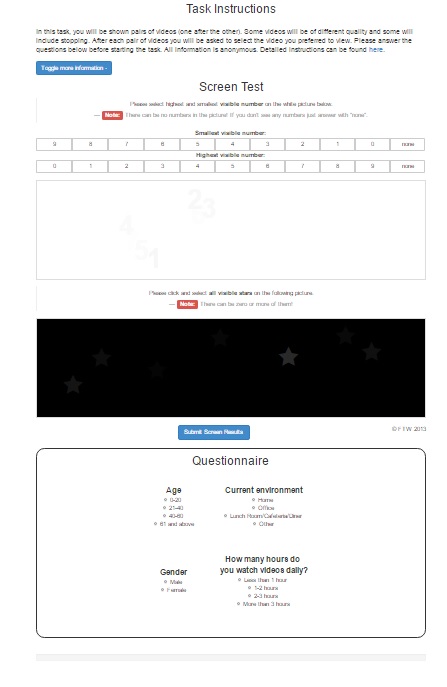 Task Instructions
In this task, you will be shown pairs of videos (one after the other). Some videos will be of different quality and some will
include stopping. After each pair of videos you will be asked to select the video you preferred to view. Please answer the
questions below before starting the task. All information is anonymous. Detailed instructions can be found here.
Toggle more information -
Screen Test
Please select highest and smallest visible number on the white picture below.
— Note: There can be no numbers in the picture! If you don't see any numbers just answer with "none".
Smallest visible number:
9 8 7 6 5 4 3 2 1 0 none
Highest visible number:
0 1 2 3 4 5 6 7 8 9 none
2
3
4
5
1
Please click and select all visible stars on the following picture.
— Note: There can be zero or more of them!
Submit Screen Results
© FTW 2013
Questionnaire
Age
0-20
21-40
40-60
61 and above
Current environment
Home
Office
Lunch Room/Cafeteria/Diner
Other
Gender
Male
Female
How many hours do
you watch videos daily?
Less than 1 hour
1-2 hours
2-3 hours
More than 3 hours